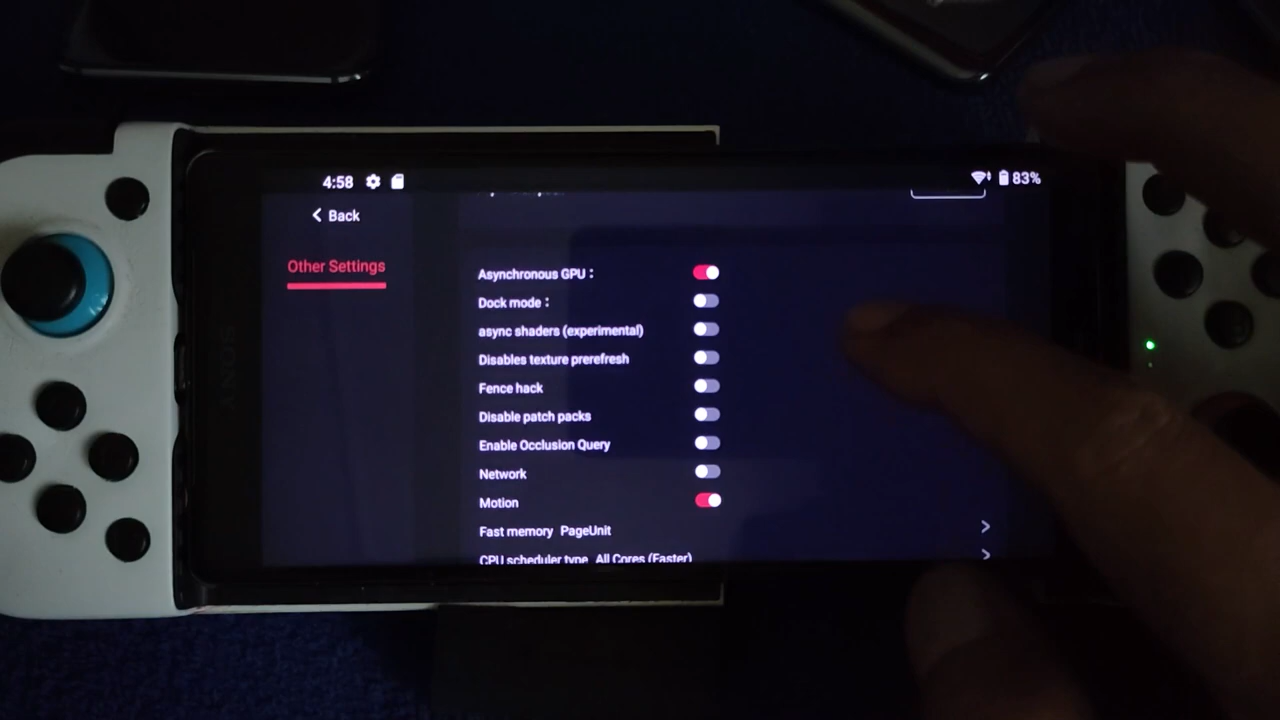 4:58
83%
Back
Other Settings
Asynchronous GPU :
Dock mode :
async shaders (experimental)
Disables texture prerefresh
Fence hack
Disable patch packs
Enable Occlusion Query
Network
Motion
Fast memory PageUnit
CPU scheduler type All Cores (Faster)
SONY